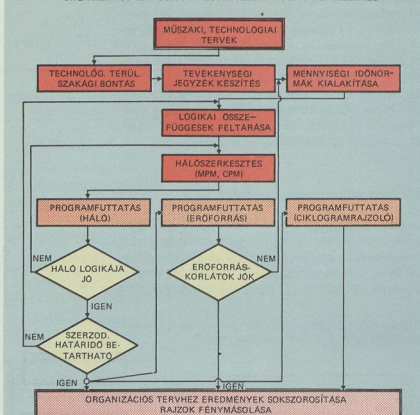 MŰSZAKI, TECHNOLÓGIAI
TERVEK
TECHNOLÓG. TERÜL.
SZAKÁGI BONTÁS
TEVÉKENYSÉGI
JEGYZÉK KÉSZÍTÉS
MENNYISÉGI IDŐNOR-
MÁK KIALAKÍTÁSA
LOGIKAI ÖSSZE-
FÜGGÉSEK FELTÁRÁSA
HÁLÓSZERKESZTÉS
(MPM, CPM)
PROGRAMFUTTATÁS
(HÁLÓ)
PROGRAMFUTTATÁS
(ERŐFORRÁS)
PROGRAMFUTTATÁS
(CIKLOGRAMRAJZOLÓ)
NEM
HÁLÓ LOGIKÁJA
JÓ
NEM
ERŐFORRÁS-
KORLÁTOK JÓK
IGEN
NEM
SZERZOD.
HATÁRIDŐ BE-
TARTHATÓ
IGEN
IGEN
ORGANIZÁCIÓS TERVHEZ EREDMÉNYEK SOKSZOROSÍTÁSA
RAJZOK FÉNYMÁSOLÁSA